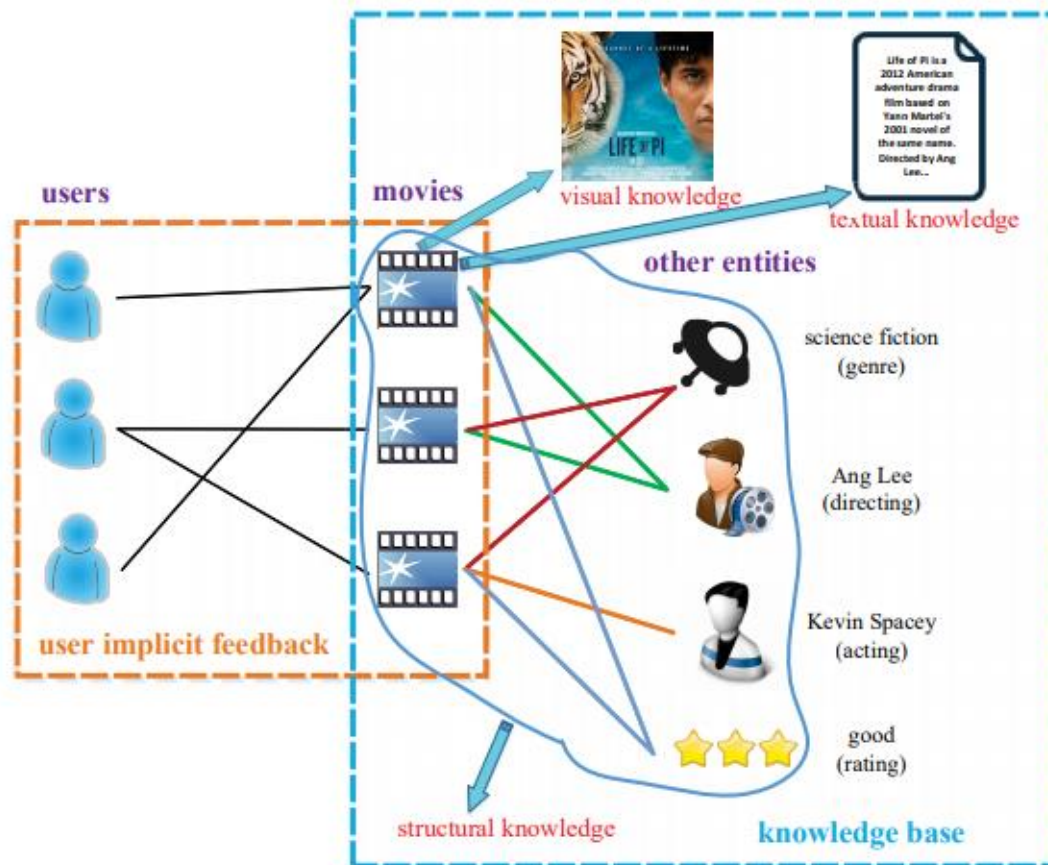 LIFE OF PI
Life of Pi is a
2012 American
adventure drama
film based on
Yann Martel's
2001 novel of
the same name.
Directed by Ang
Lee...
users
movies
visual knowledge
textual knowledge
other entities
science fiction
(genre)
Ang Lee
(directing)
Kevin Spacey
(acting)
user implicit feedback
good
(rating)
structural knowledge
knowledge base